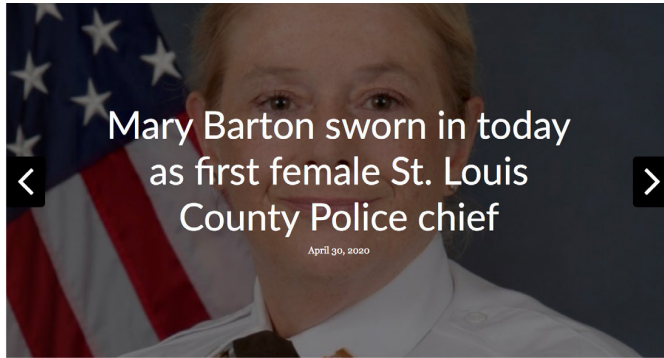 Mary Barton sworn in today
as first female St. Louis
County Police chief
April 30, 2020